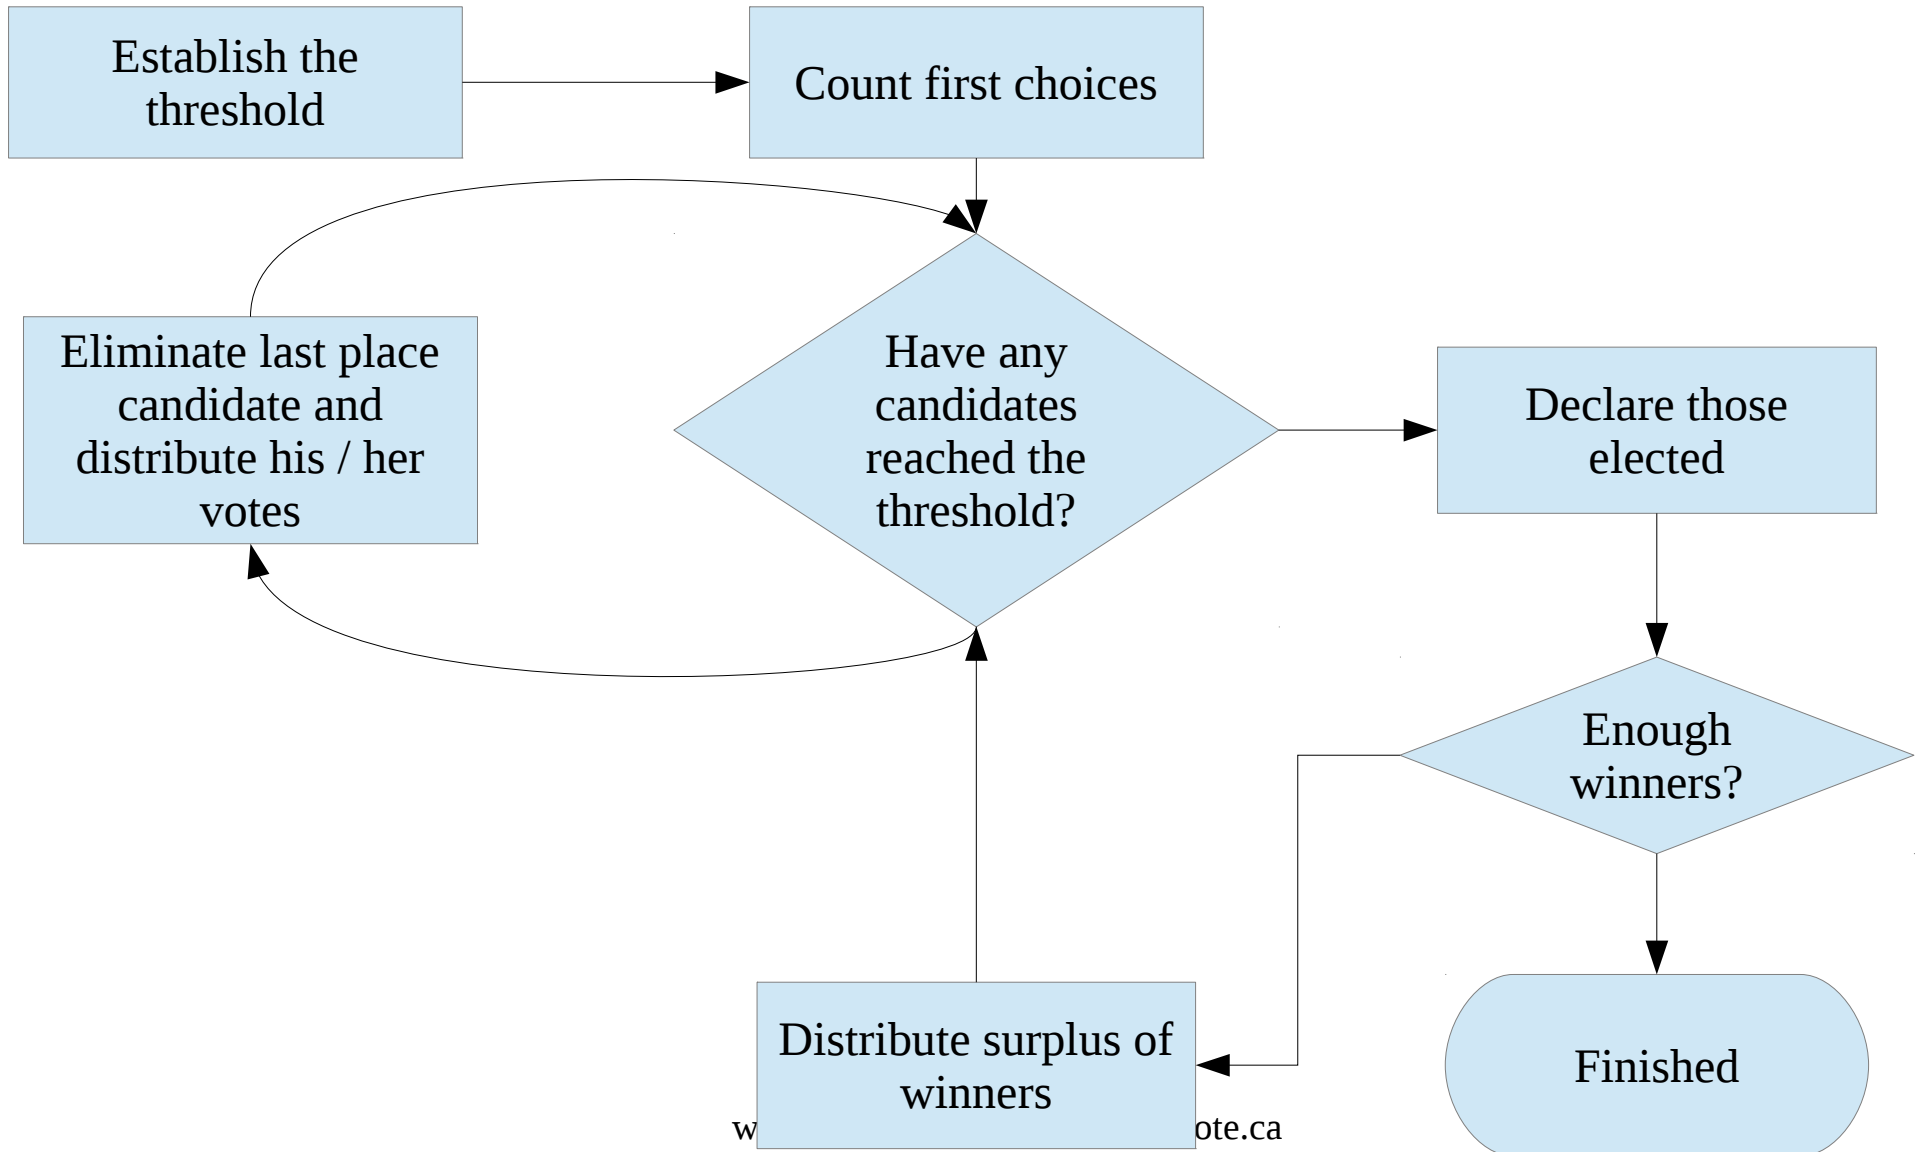 Establish the
threshold
Count first choices
Eliminate last place
candidate and
distribute his / her
votes
Have any
candidates
reached the
threshold?
Declare those
elected
Enough
winners?
Distribute surplus of
winners
Finished
ote.ca